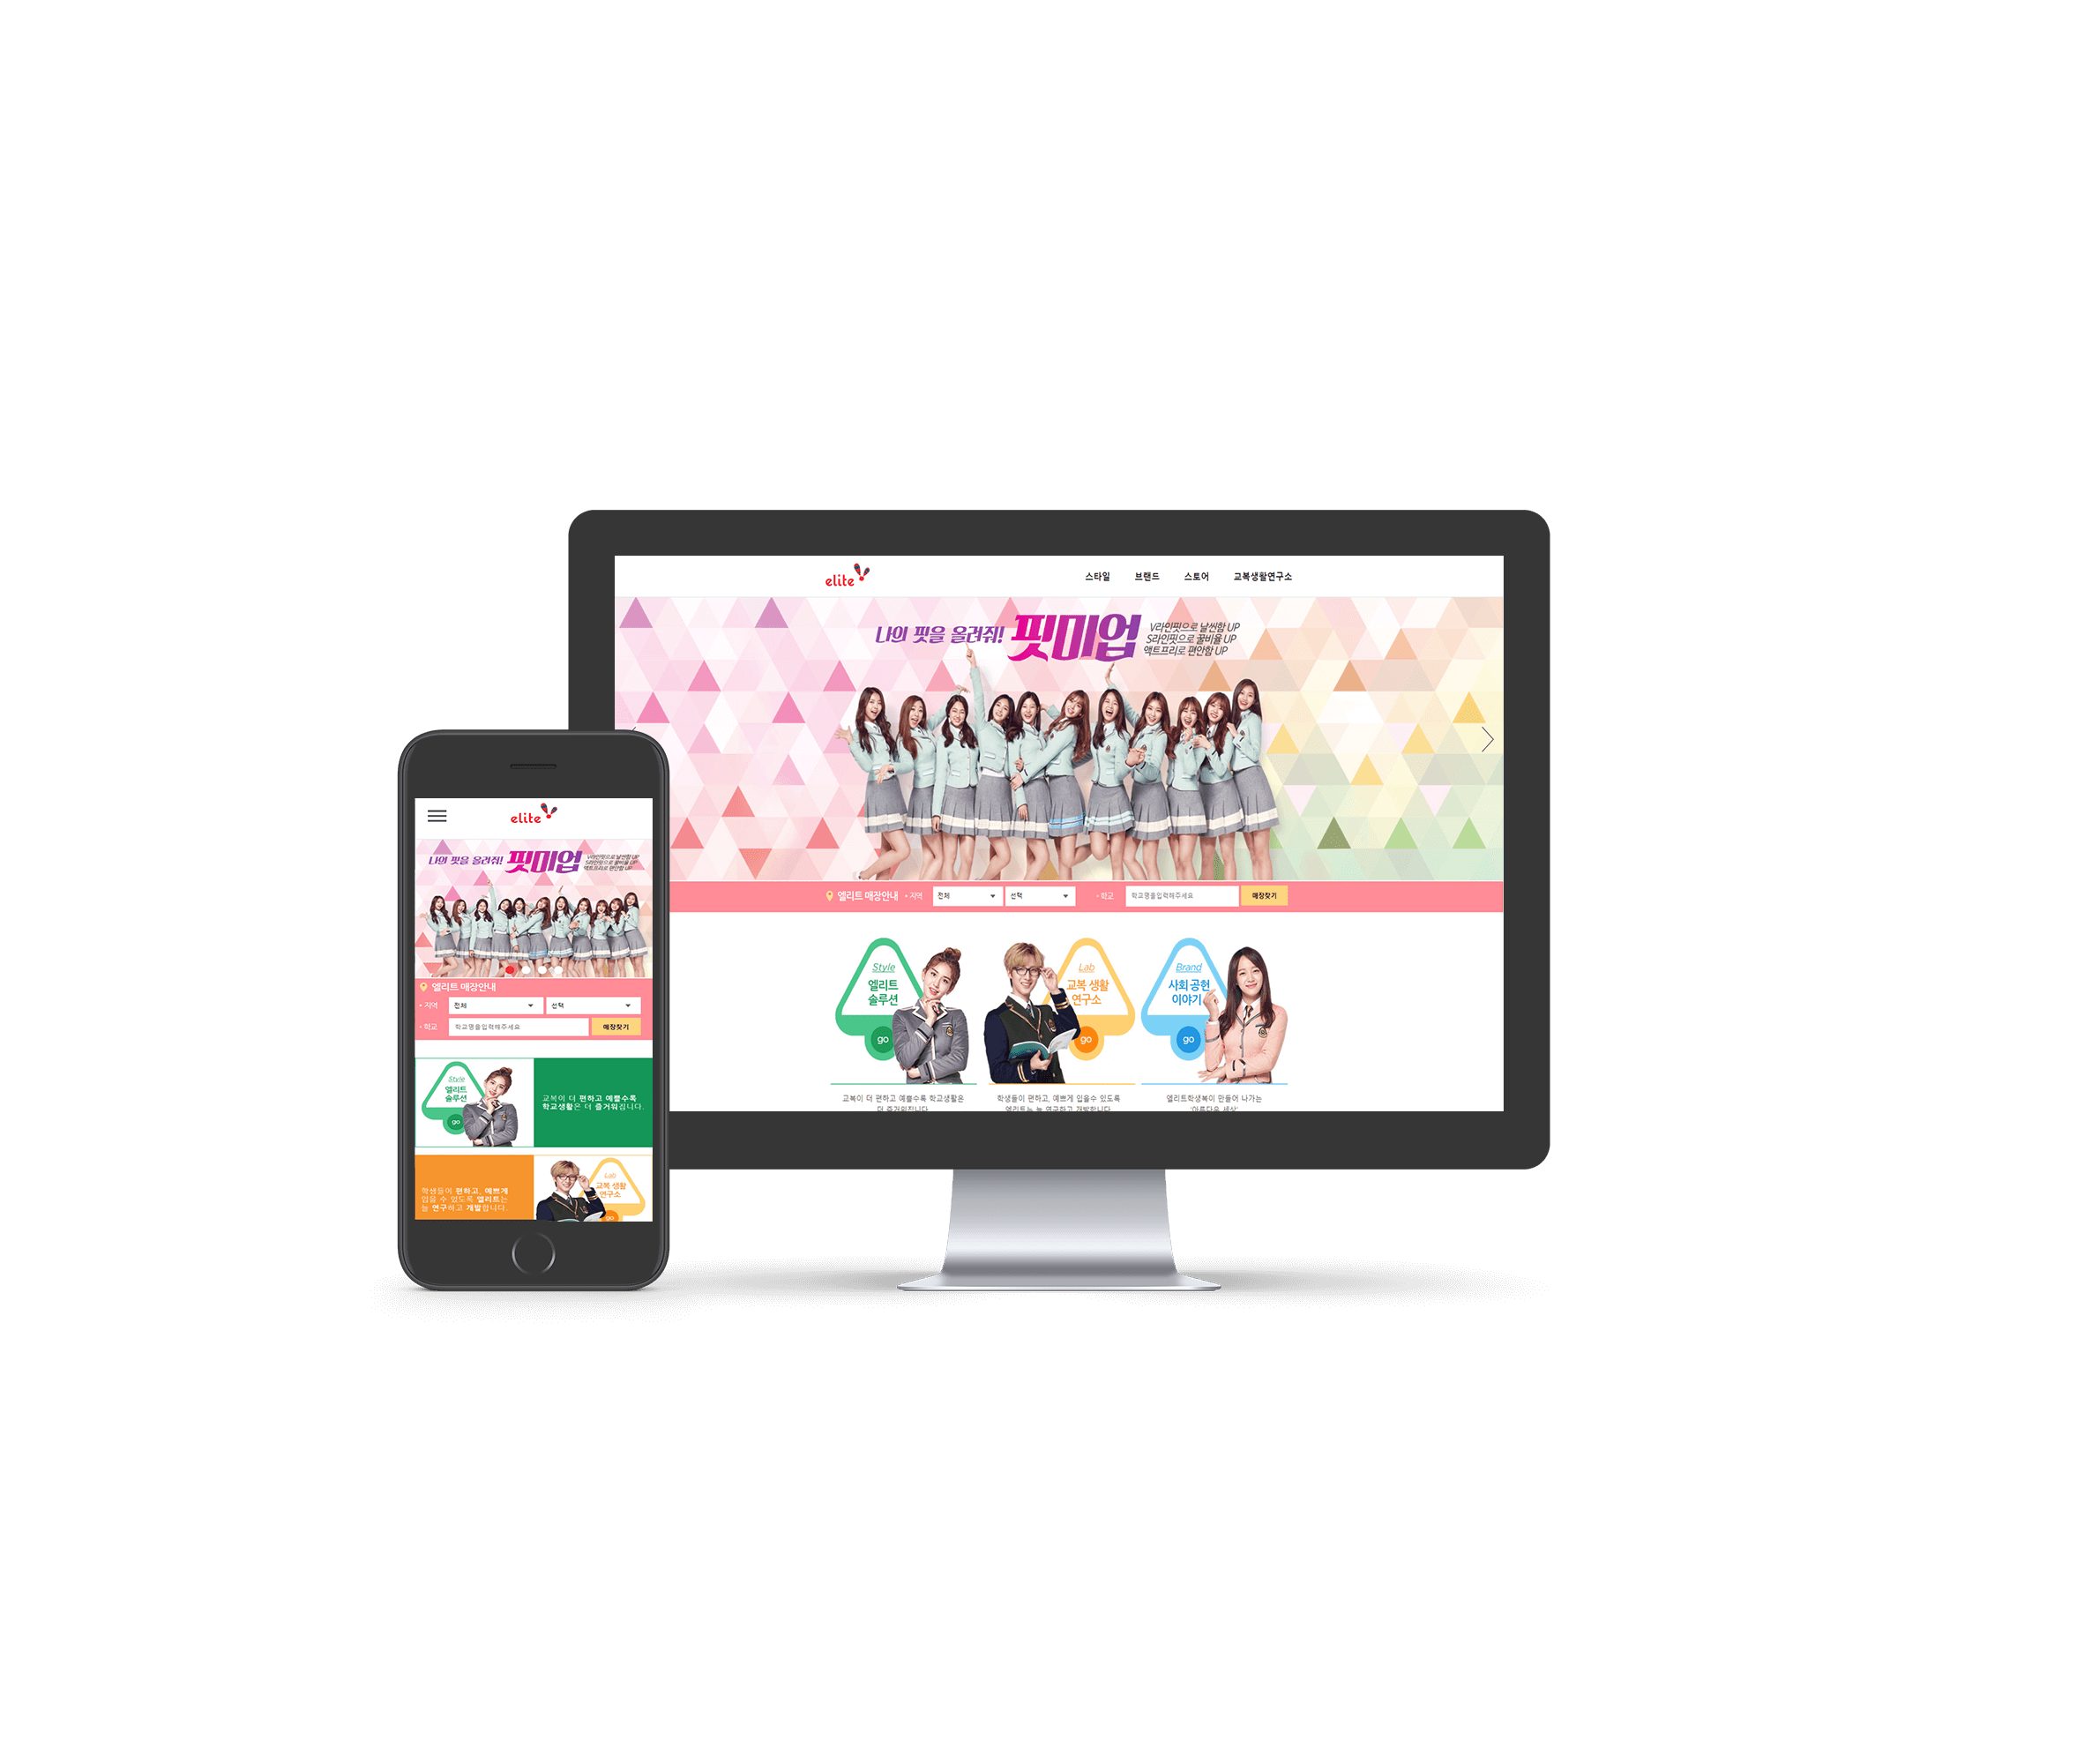 elite
스타일 브랜드 스토어 교복생활연구소
나의 핏을 올려줘! 핏미업
V라인핏으로 날씬함 UP
S라인핏으로 꿀비율 UP
액트프리로 편안함 UP
엘리트 매장안내 • 지역 전체 선택 • 학교 학교명을입력해주세요 매장찾기
Style
엘리트
솔루션
go
Lab
교복 생활
연구소
go
Brand
사회 공헌
이야기
go
교복이 더 편하고 예쁠수록 학교생활은
더 즐거워집니다
학생들이 편하고, 예쁘게 입을수 있도록
엘리트는 늘 연구하고 개발합니다
엘리트학생복이 만들어 나가는
'아름다운 세상'
elite
나의 핏을 올려줘! 핏미업
V라인핏으로 날씬함 UP
S라인핏으로 꿀비율 UP
액트프리로 편안함 UP
엘리트 매장안내
• 지역 전체 선택
• 학교 학교명을입력해주세요 매장찾기
Style
엘리트
솔루션
go
교복이 더 편하고 예쁠수록
학교생활은 더 즐거워집니다.
학생들이 편하고, 예쁘게
입을 수 있도록 엘리트는
늘 연구하고 개발합니다.
Lab
교복 생활
연구소
go